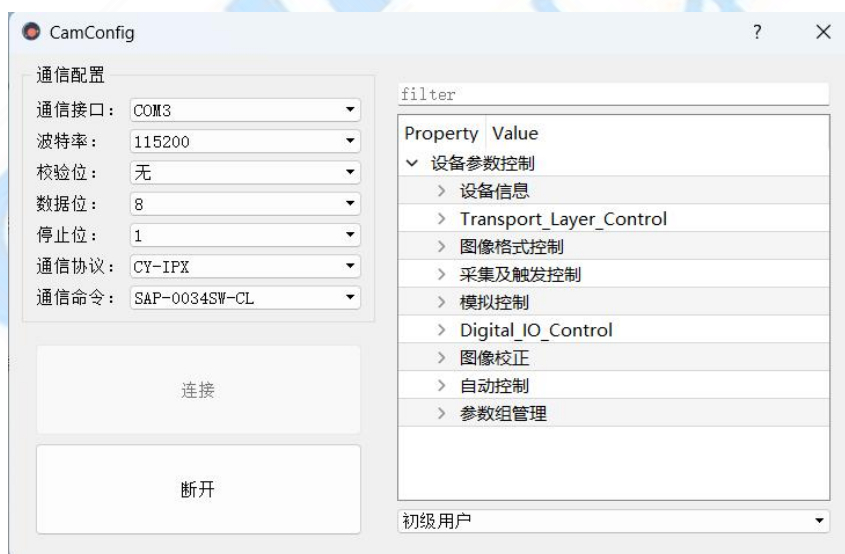 CamConfig
?
通信配置
通信接口： COM3
波特率： 115200
校验位： 无
数据位： 8
停止位： 1
通信协议： CY-IPX
通信命令： SAP-0034SW-CL
连接
断开
filter
Property Value
设备参数控制
设备信息
Transport_Layer_Control
图像格式控制
采集及触发控制
模拟控制
Digital_IO_Control
图像校正
自动控制
参数组管理
初级用户